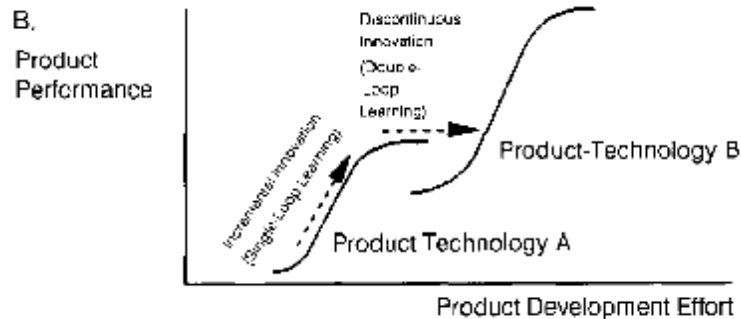 B.
Product
Performance
Discontinuous
Innovation
(Double-
Loop
Learning)
Incremental Innovation
(Single-Loop Learning)
Product-Technology B
Product Technology A
Product Development Effort